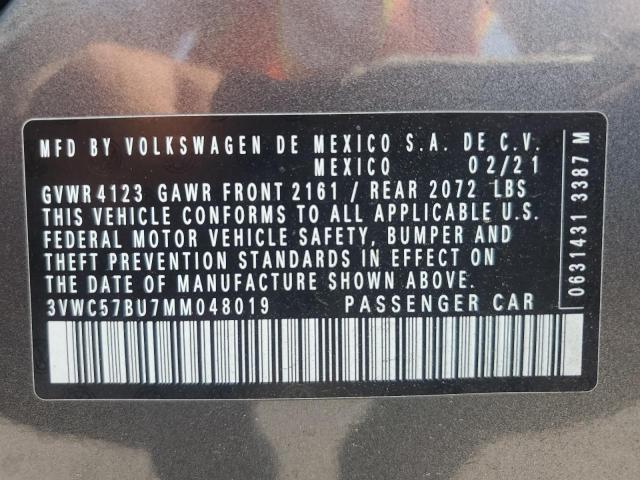 MFD BY VOLKSWAGEN DE MEXICO S.A. DE C.V.
MEXICO 02/21
GVWR 4123 GAWR FRONT 2161 / REAR 2072 LBS
THIS VEHICLE CONFORMS TO ALL APPLICABLE U.S.
FEDERAL MOTOR VEHICLE SAFETY, BUMPER AND
THEFT PREVENTION STANDARDS IN EFFECT ON
THE DATE OF MANUFACTURE SHOWN ABOVE.
3VWC57BU7MM048019 PASSENGER CAR
0631431 3387 M